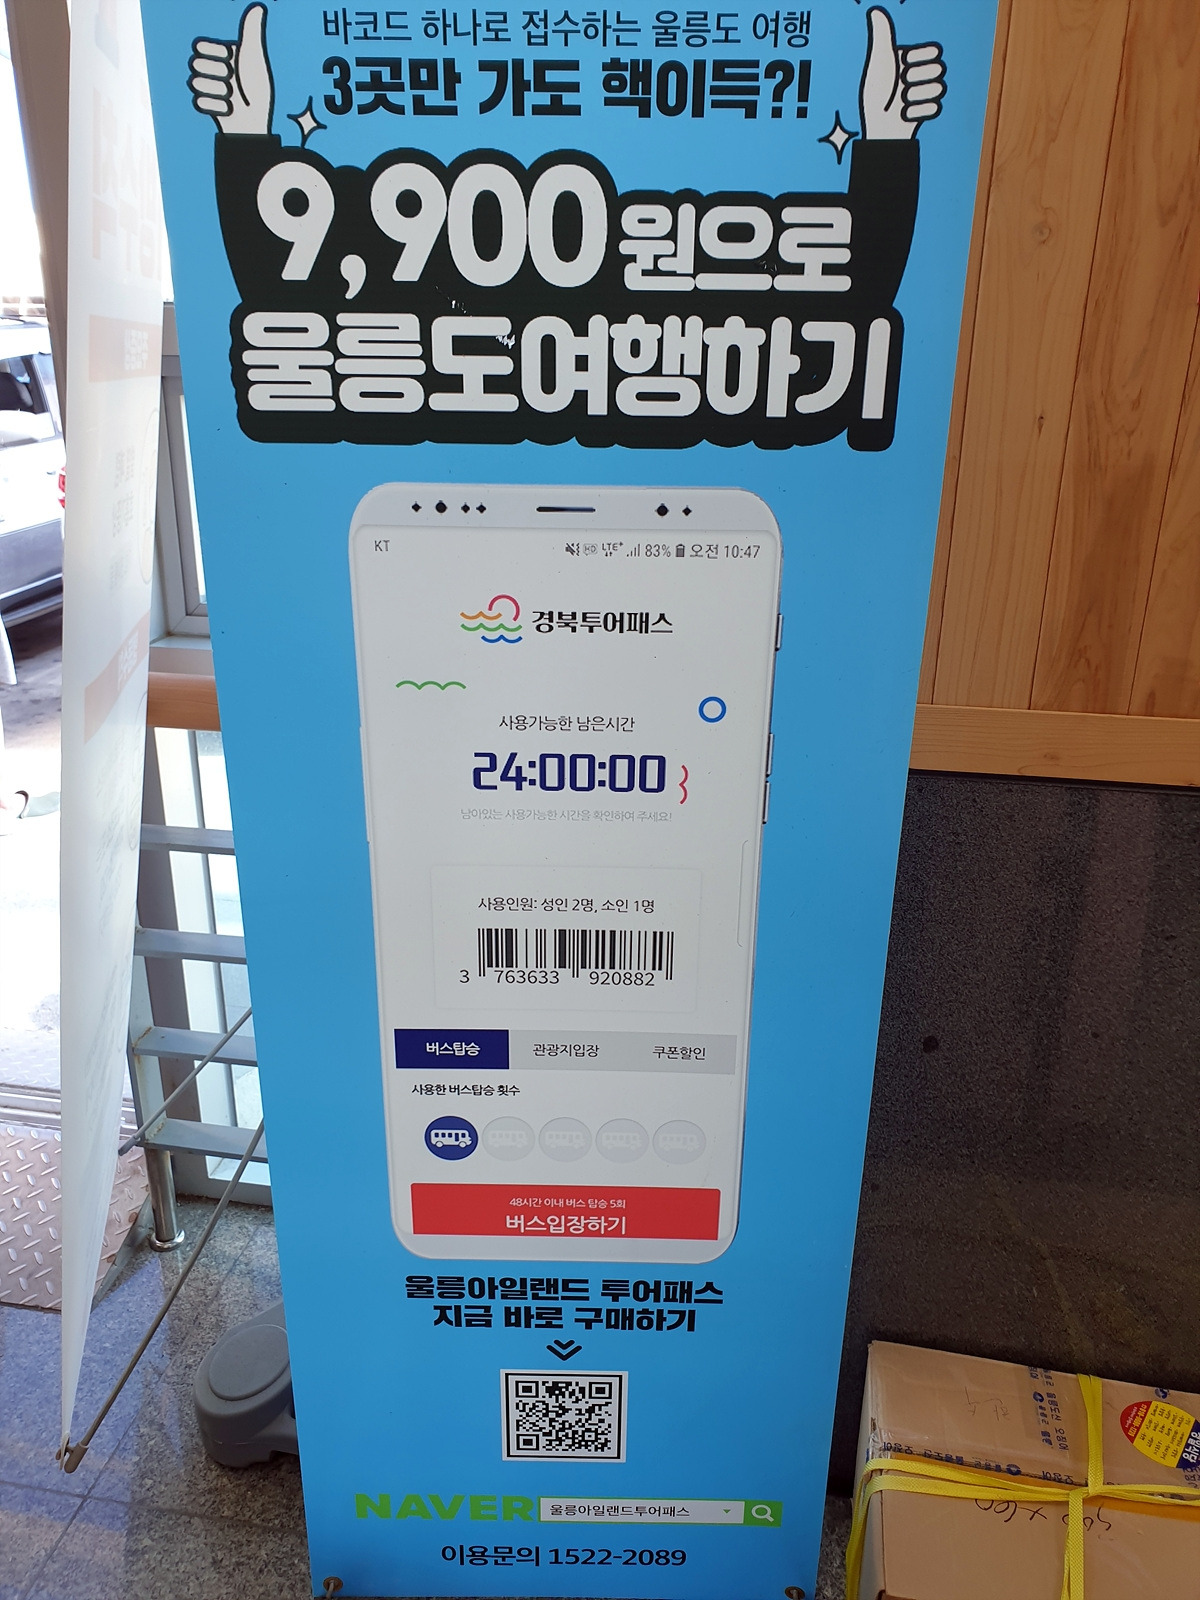 바코드 하나로 접수하는 울릉도 여행
3곳만 가도 핵이득?!
9,900원으로
울릉도여행하기
KT
HD LTE+ 83% 오전 10:47
경북투어패스
사용가능한 남은시간
24:00:00
남아있는 사용가능한 시간을 확인하여 주세요!
사용인원: 성인 2명, 소인 1명
3 763633 920882
버스탑승 관광지입장 쿠폰할인
사용한 버스탑승 횟수
48시간 이내 버스 탑승 5회
버스입장하기
울릉아일랜드 투어패스
지금 바로 구매하기
NAVER 울릉아일랜드투어패스
이용문의 1522-2089